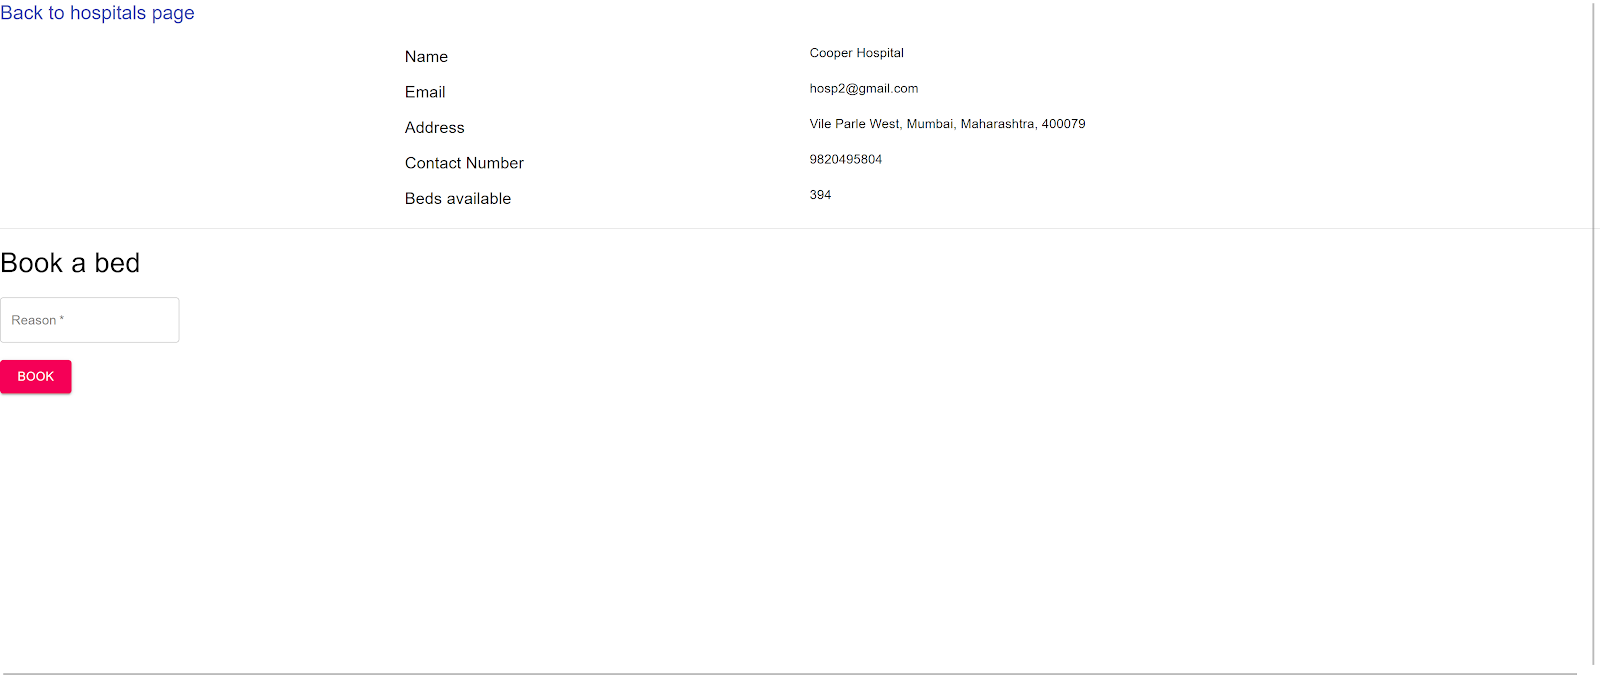 Back to hospitals page
Name Cooper Hospital
Email hosp2@gmail.com
Address Vile Parle West, Mumbai, Maharashtra, 400079
Contact Number 9820495804
Beds available 394
Book a bed
Reason *
BOOK